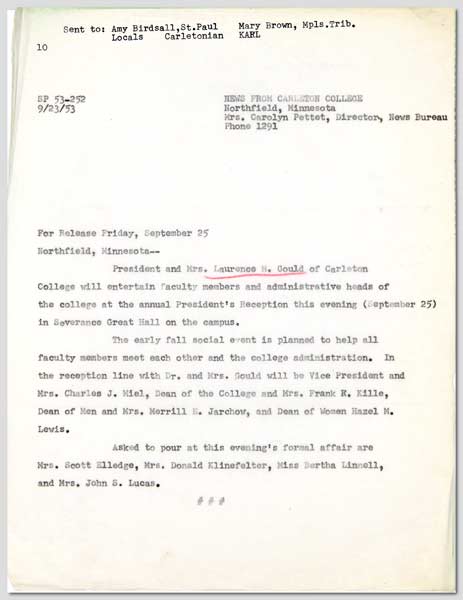 Sent to: Amy Birdsall,St.Paul Mary Brown, Mpls.Trib.
Locals Carletonian KARL
10
SP 53-252
9/23/53
NEWS FROM CARLETON COLLEGE
Northfield, Minnesota
Mrs. Carolyn Pettet, Director, News Bureau
Phone 1291
For Release Friday, September 25
Northfield, Minnesota--
President and Mrs. Laurence M. Gould of Carleton
College will entertain faculty members and administrative heads of
the college at the annual President's Reception this evening (September 25)
in Severance Great Hall on the campus.
The early fall social event is planned to help all
faculty members meet each other and the college administration. In
the reception line with Dr. and Mrs. Gould will be Vice President and
Mrs. Charles J. Miel, Dean of the College and Mrs. Frank R. Kille,
Dean of Men and Mrs. Merrill E. Jarchow, and Dean of Women Hazel M.
Lewis.
Asked to pour at this evening's formal affair are
Mrs. Scott Elledge, Mrs. Donald Klinefelter, Miss Bertha Linnell,
and Mrs. John S. Lucas.
# # #